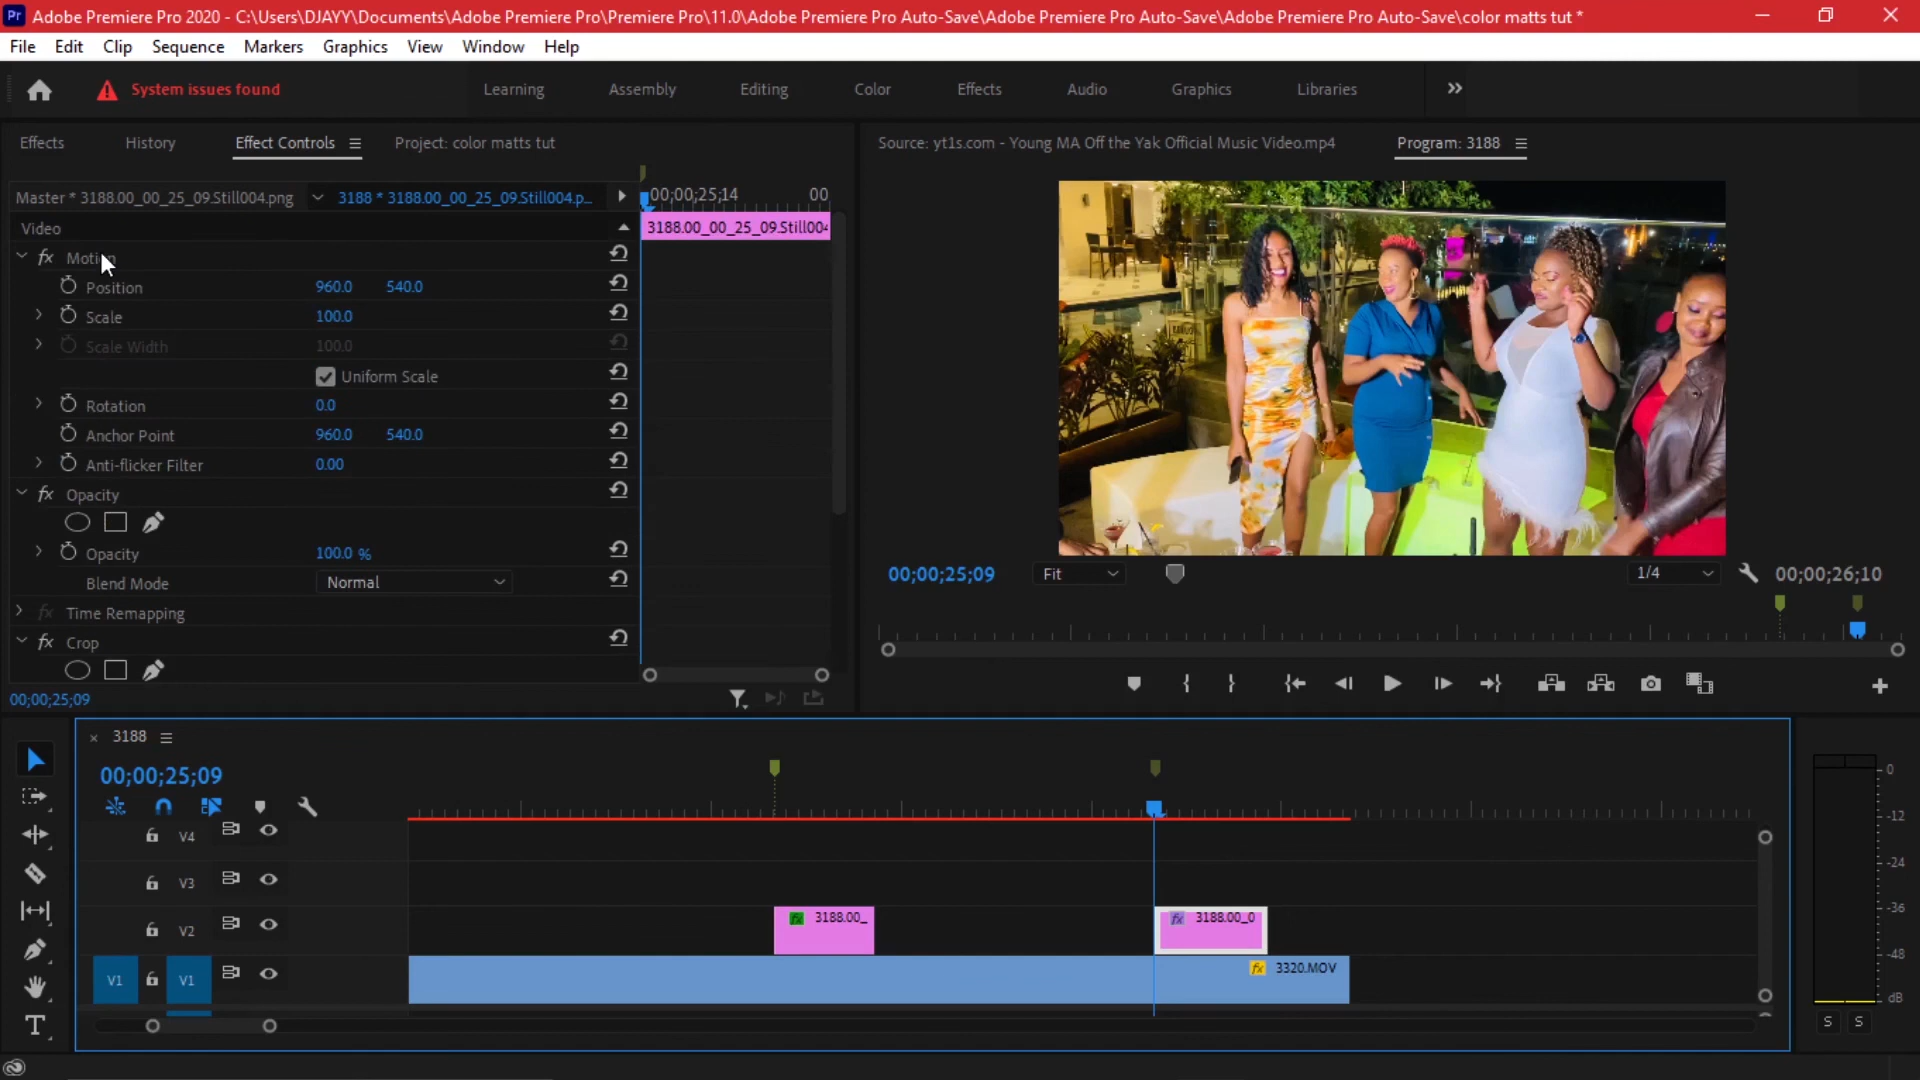 Adobe Premiere Pro 2020 - C:\Users\DJAYY\Documents\Adobe Premiere Pro\Premiere Pro\11.0\Adobe Premiere Pro Auto-Save\Adobe Premiere Pro Auto-Save\Adobe Premiere Pro Auto-Save\color matts tut *
File Edit Clip Sequence Markers Graphics View Window Help
System issues found Learning Assembly Editing Color Effects Audio Graphics Libraries
Effects History Effect Controls Project: color matts tut Source: yt1s.com - Young MA Off the Yak Official Music Video.mp4 Program: 3188
Master * 3188.00_00_25_09.Still004.png 3188 * 3188.00_00_25_09.Still004.p... 00;00;25;14 00
Video 3188.00_00_25_09.Still004
fx Motion
Position 960.0 540.0
Scale 100.0
Scale Width 100.0
Uniform Scale
Rotation 0.0
Anchor Point 960.0 540.0
Anti-flicker Filter 0.00
fx Opacity
Opacity 100.0 %
Blend Mode Normal
00;00;25;09 Fit 1/4 00;00;26;10
fx Time Remapping
fx Crop
00;00;25;09
3188
00;00;25;09
V4
V3
V2 fx 3188.00_ fx 3188.00_0
V1 V1 fx 3320.MOV
0
-12
-24
-36
-48
dB
S S